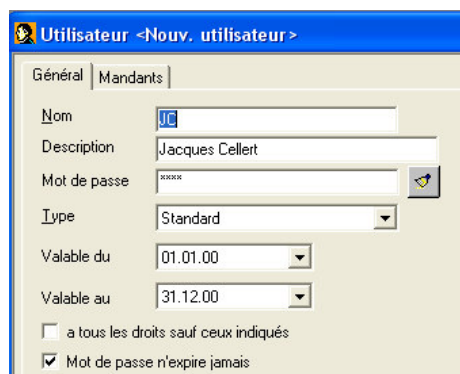 Utilisateur <Nouv. utilisateur>
Général Mandants
Nom JC
Description Jacques Cellert
Mot de passe ****
Type Standard
Valable du 01.01.00
Valable au 31.12.00
a tous les droits sauf ceux indiqués
Mot de passe n'expire jamais